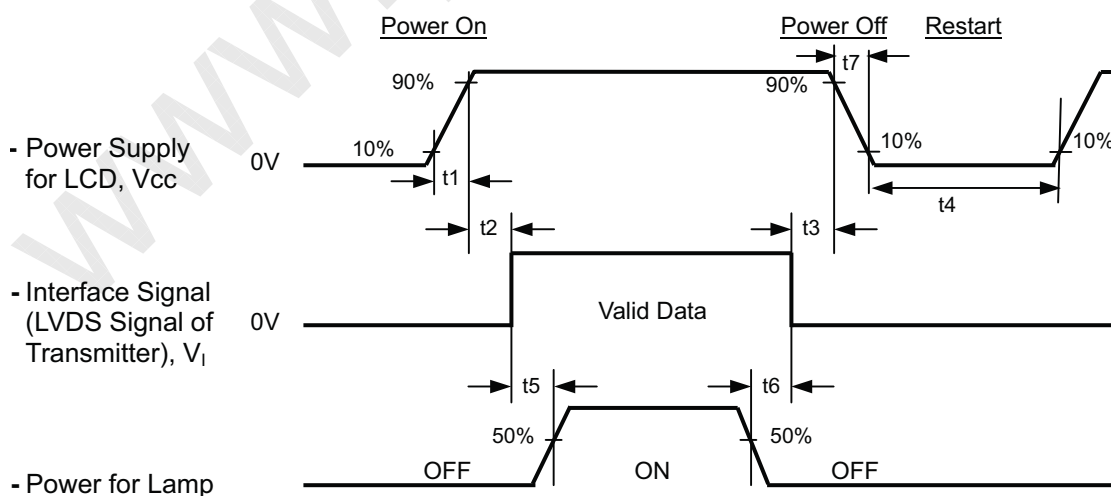 Power On
Power Off
Restart
t7
90%
90%
- Power Supply
for LCD, Vcc
0V
10%
10%
10%
t1
t4
t2
t3
- Interface Signal
(LVDS Signal of
Transmitter), VI
0V
Valid Data
t5
t6
50%
50%
- Power for Lamp
OFF
ON
OFF